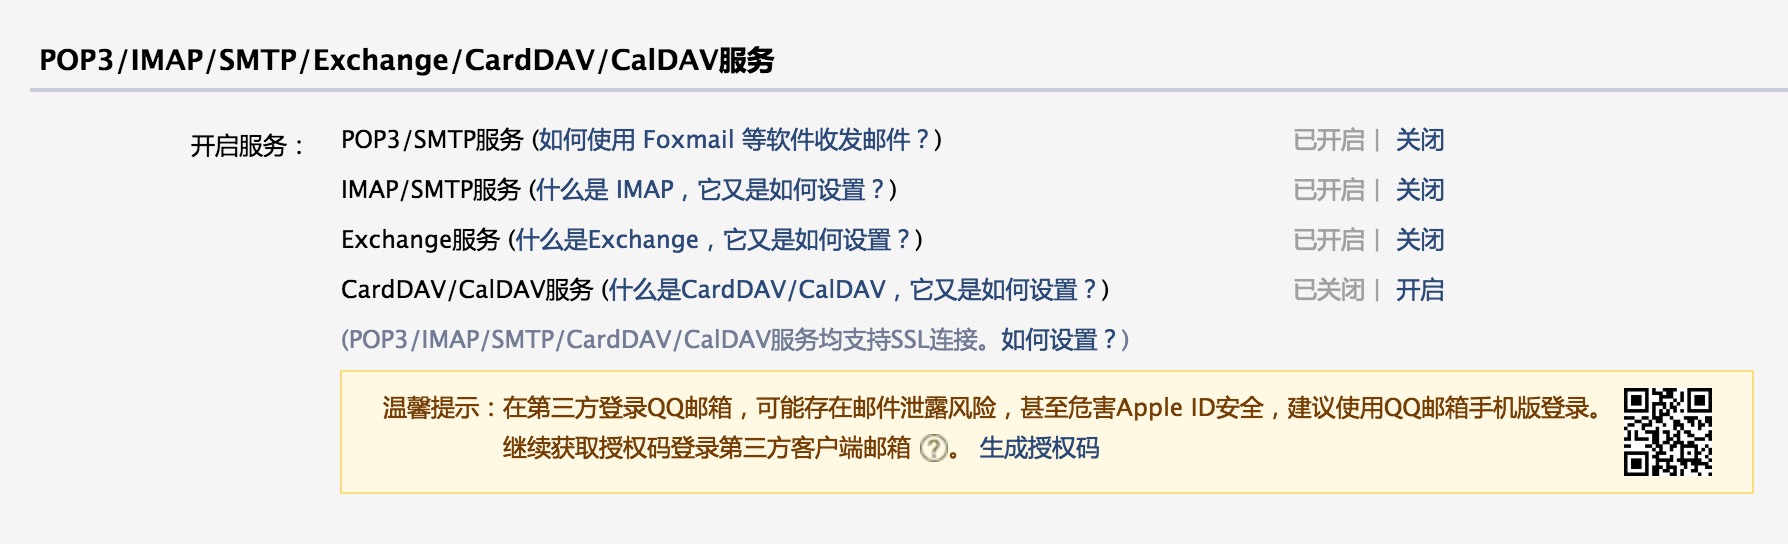 POP3/IMAP/SMTP/Exchange/CardDAV/CalDAV服务
开启服务： POP3/SMTP服务 (如何使用 Foxmail 等软件收发邮件？) 已开启 | 关闭
IMAP/SMTP服务 (什么是 IMAP，它又是如何设置？) 已开启 | 关闭
Exchange服务 (什么是Exchange，它又是如何设置？) 已开启 | 关闭
CardDAV/CalDAV服务 (什么是CardDAV/CalDAV，它又是如何设置？) 已关闭 | 开启
(POP3/IMAP/SMTP/CardDAV/CalDAV服务均支持SSL连接。如何设置？)
温馨提示：在第三方登录QQ邮箱，可能存在邮件泄露风险，甚至危害Apple ID安全，建议使用QQ邮箱手机版登录。
继续获取授权码登录第三方客户端邮箱 ? 。 生成授权码